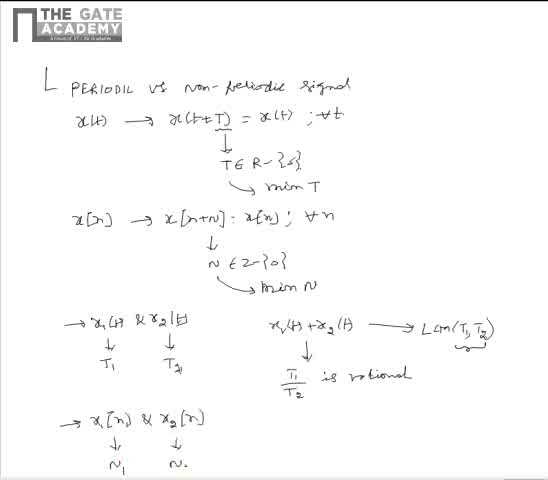 THE GATE
ACADEMY
PERIODIC vs non-periodic signal
x(t) → x(t+T) = x(t) ; ∀t
↓
T ∈ R-{0}
→ min T
x[n] → x[n+N] = x[n] ; ∀n
↓
N ∈ Z-{0}
→ min N
→ x₁(t) & x₂(t)
↓ ↓
T₁ T₂
x₁(t)+x₂(t) → LCM(T₁,T₂)
↓
T₁/T₂ is rational
→ x₁[n] & x₂[n]
↓ ↓
N₁ N.